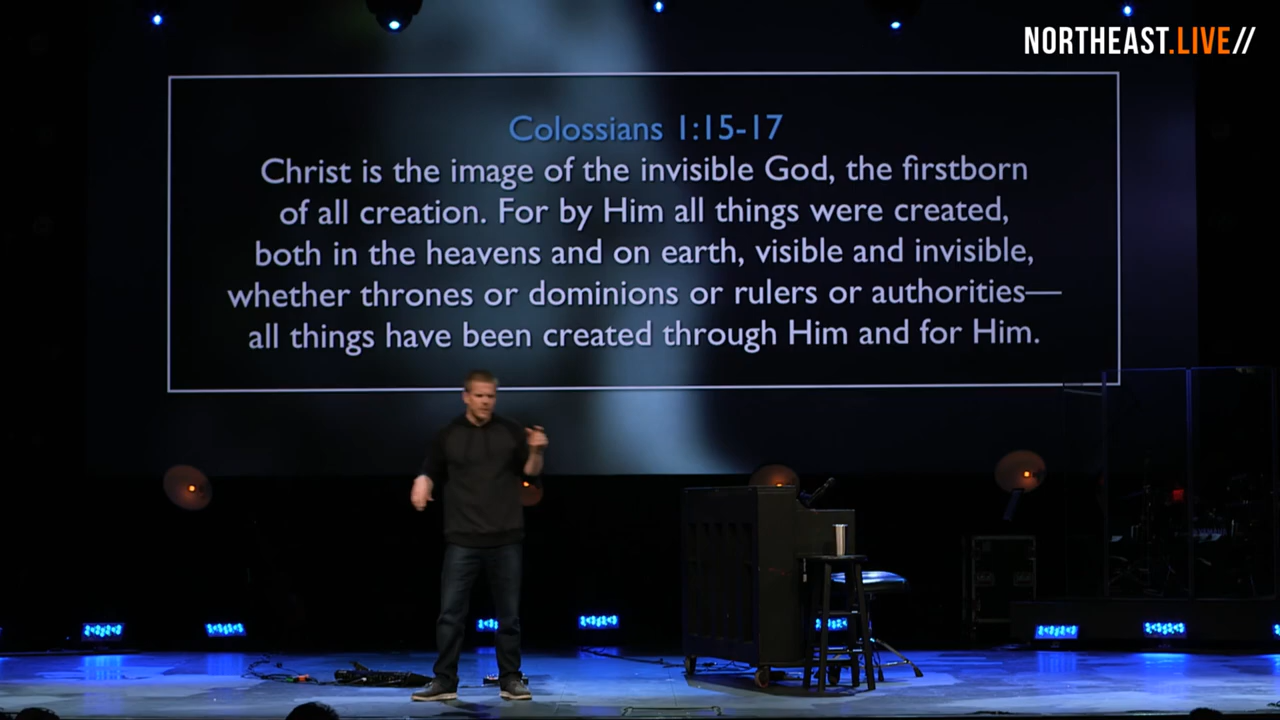 NORTHEAST.LIVE//
Colossians 1:15-17
Christ is the image of the invisible God, the firstborn
of all creation. For by Him all things were created,
both in the heavens and on earth, visible and invisible,
whether thrones or dominions or rulers or authorities—
all things have been created through Him and for Him.